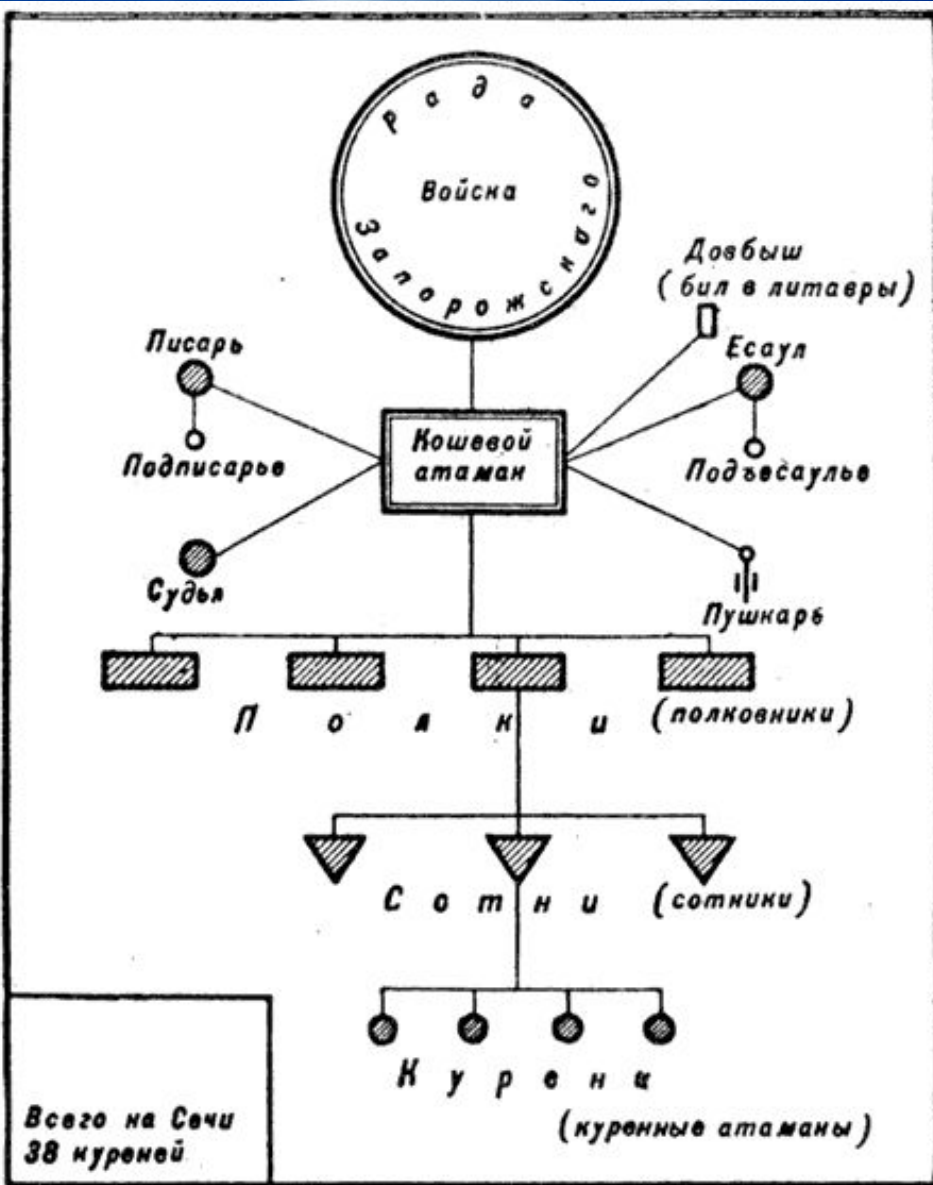 Рада
Войска
Запорожского
Довбыш
(бил в литавры)
Писарь
Есаул
Кошевой
атаман
Подписарье
Подъесаулье
Судья
Пушкарь
Полки (полковники)
Сотни (сотники)
Курени
(куренные атаманы)
Всего на Сечи
38 куреней